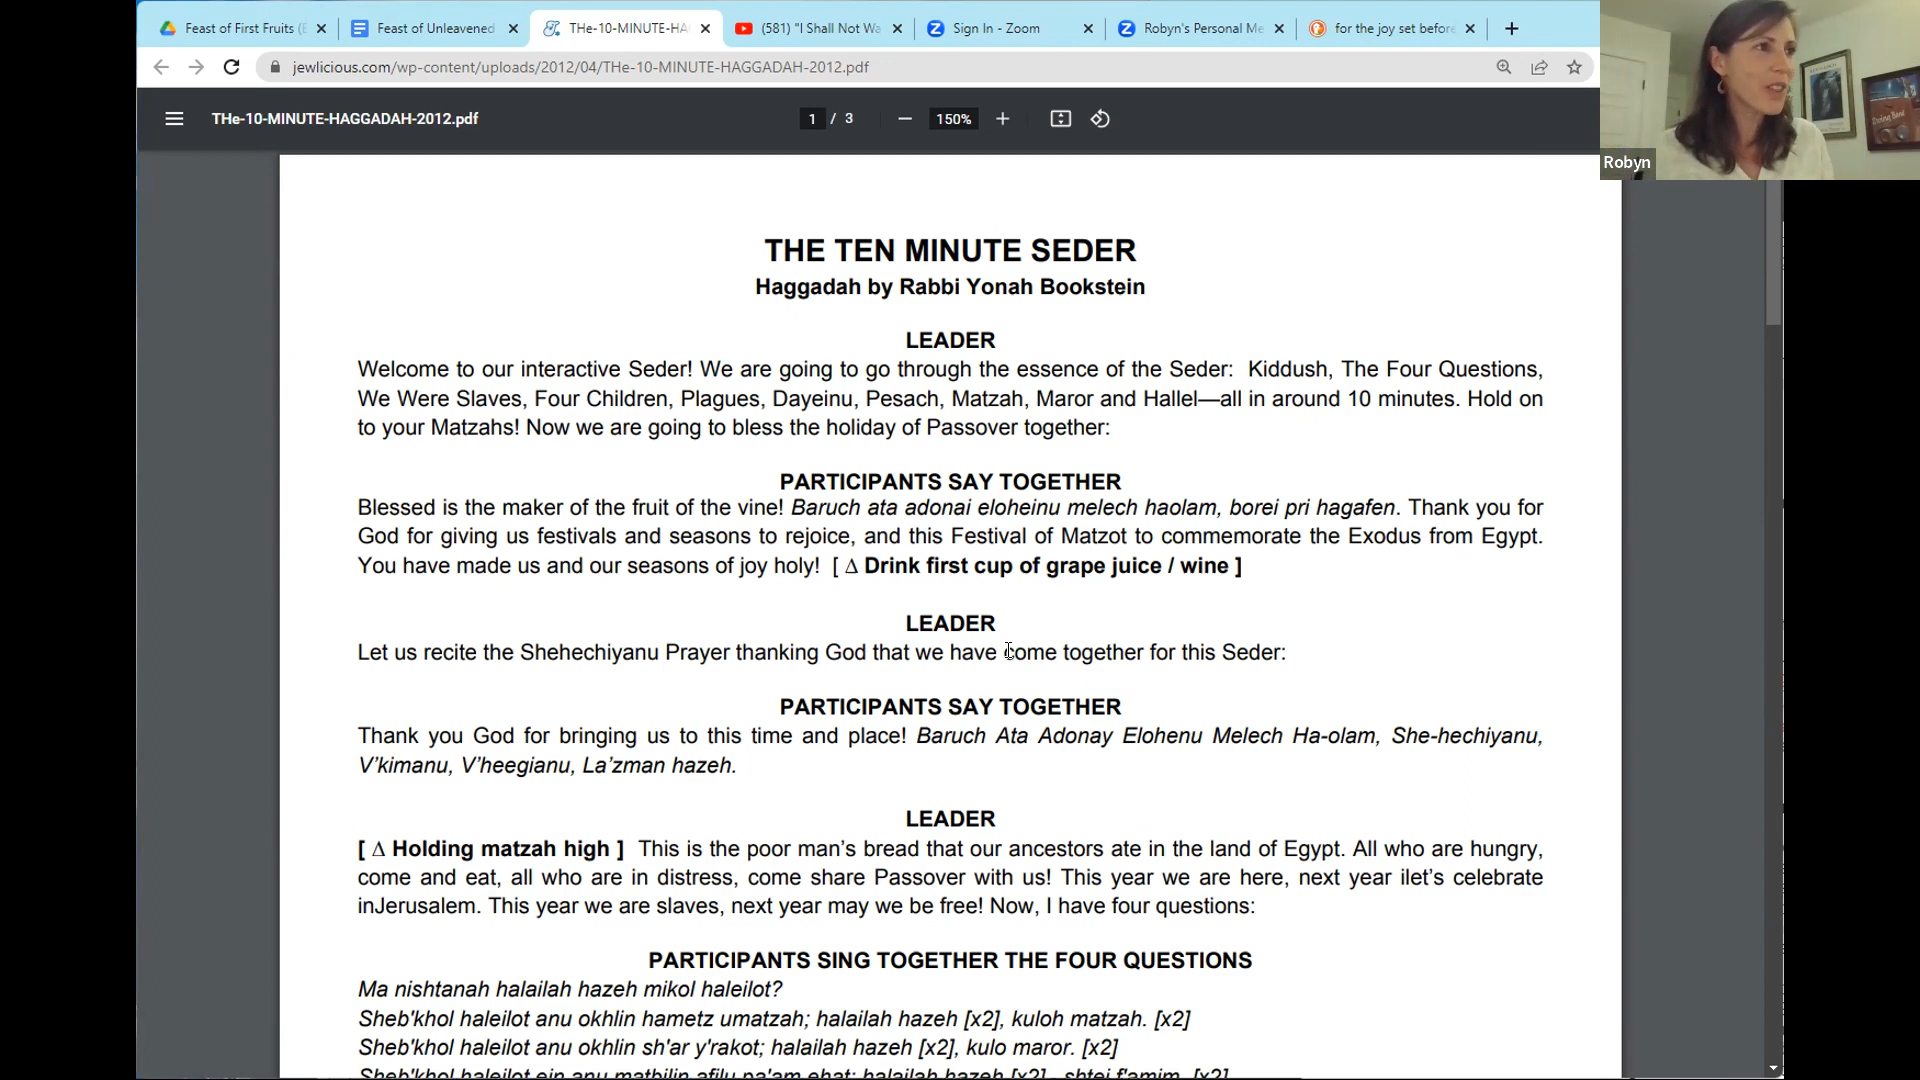 Feast of First Fruits (E
Feast of Unleavened
THe-10-MINUTE-HA
(581) "I Shall Not Wa
Sign In - Zoom
Robyn's Personal Me
for the joy set before
jewlicious.com/wp-content/uploads/2012/04/THe-10-MINUTE-HAGGADAH-2012.pdf
THe-10-MINUTE-HAGGADAH-2012.pdf
1 / 3
150%
Robyn
THE TEN MINUTE SEDER
Haggadah by Rabbi Yonah Bookstein
LEADER
Welcome to our interactive Seder! We are going to go through the essence of the Seder: Kiddush, The Four Questions,
We Were Slaves, Four Children, Plagues, Dayeinu, Pesach, Matzah, Maror and Hallel—all in around 10 minutes. Hold on
to your Matzahs! Now we are going to bless the holiday of Passover together:
PARTICIPANTS SAY TOGETHER
Blessed is the maker of the fruit of the vine! Baruch ata adonai eloheinu melech haolam, borei pri hagafen. Thank you for
God for giving us festivals and seasons to rejoice, and this Festival of Matzot to commemorate the Exodus from Egypt.
You have made us and our seasons of joy holy! [ Δ Drink first cup of grape juice / wine ]
LEADER
Let us recite the Shehechiyanu Prayer thanking God that we have come together for this Seder:
PARTICIPANTS SAY TOGETHER
Thank you God for bringing us to this time and place! Baruch Ata Adonay Elohenu Melech Ha-olam, She-hechiyanu,
V’kimanu, V’heegianu, La’zman hazeh.
LEADER
[ Δ Holding matzah high ] This is the poor man’s bread that our ancestors ate in the land of Egypt. All who are hungry,
come and eat, all who are in distress, come share Passover with us! This year we are here, next year ilet’s celebrate
inJerusalem. This year we are slaves, next year may we be free! Now, I have four questions:
PARTICIPANTS SING TOGETHER THE FOUR QUESTIONS
Ma nishtanah halailah hazeh mikol haleilot?
Sheb'khol haleilot anu okhlin hametz umatzah; halailah hazeh [x2], kuloh matzah. [x2]
Sheb'khol haleilot anu okhlin sh'ar y'rakot; halailah hazeh [x2], kulo maror. [x2]
Sheb'khol haleilot ein anu matbilin afilu pa'am ehat; halailah hazeh [x2], shtei f'amim. [x2]